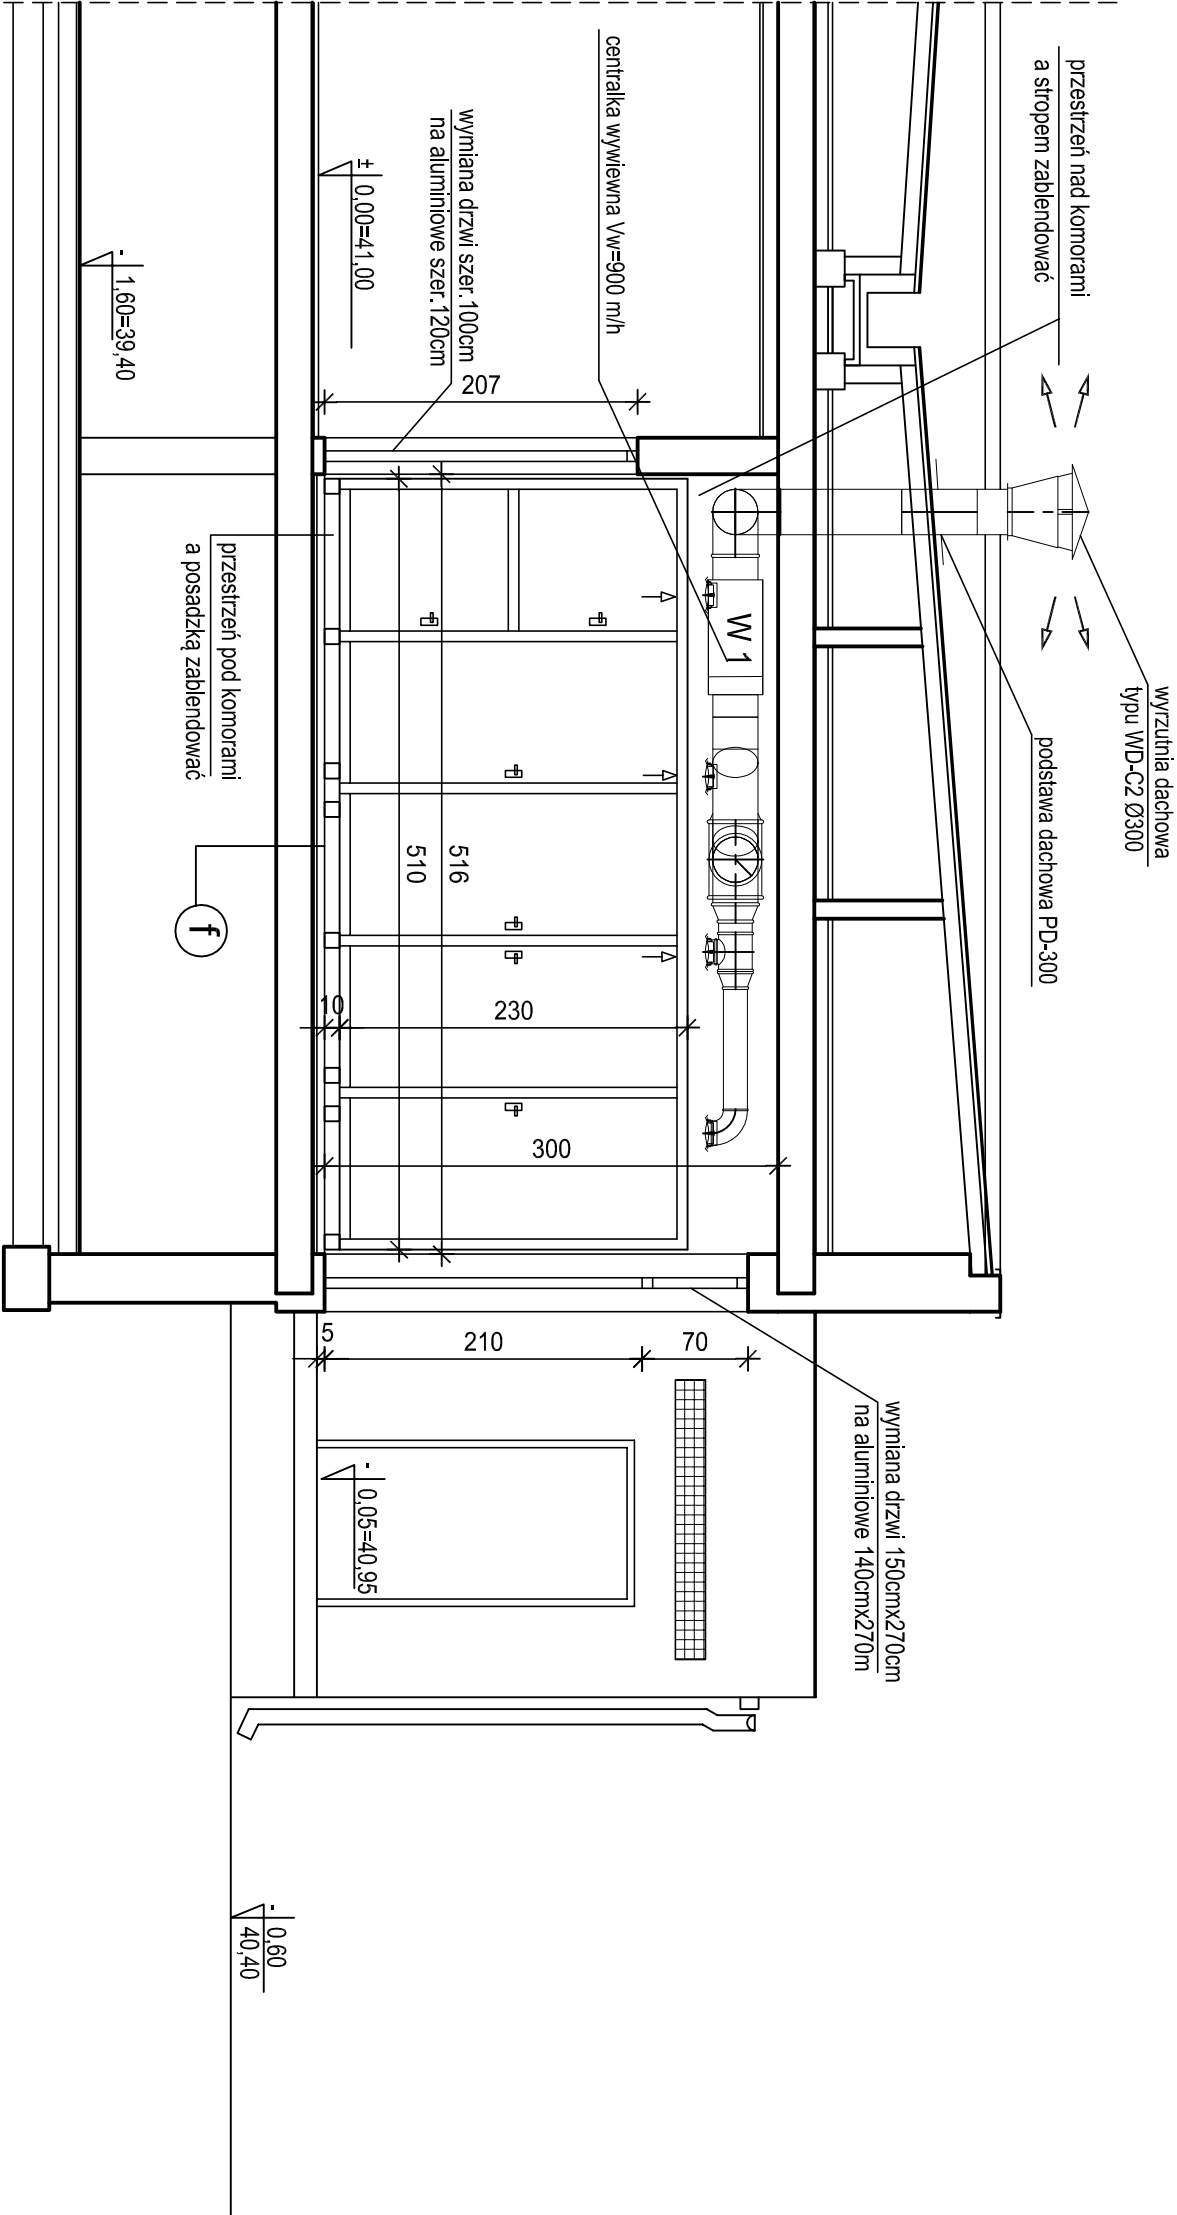 wyrzutnia dachowa
typu WD-C2 Ø300
przestrzeń nad komorami
a stropem zablendować
podstawa dachowa PD-300
wymiana drzwi 150cmx270cm
na aluminiowe 140cmx270m
centralka wywiewna Vw=900 m/h
W 1
wymiana drzwi szer.100cm
na aluminiowe szer.120cm
207
516
510
230
10
300
70
210
5
± 0,00=41,00
- 0,05=40,95
- 0,60
40,40
przestrzeń pod komorami
a posadzką zablendować
f
- 1,60=39,40